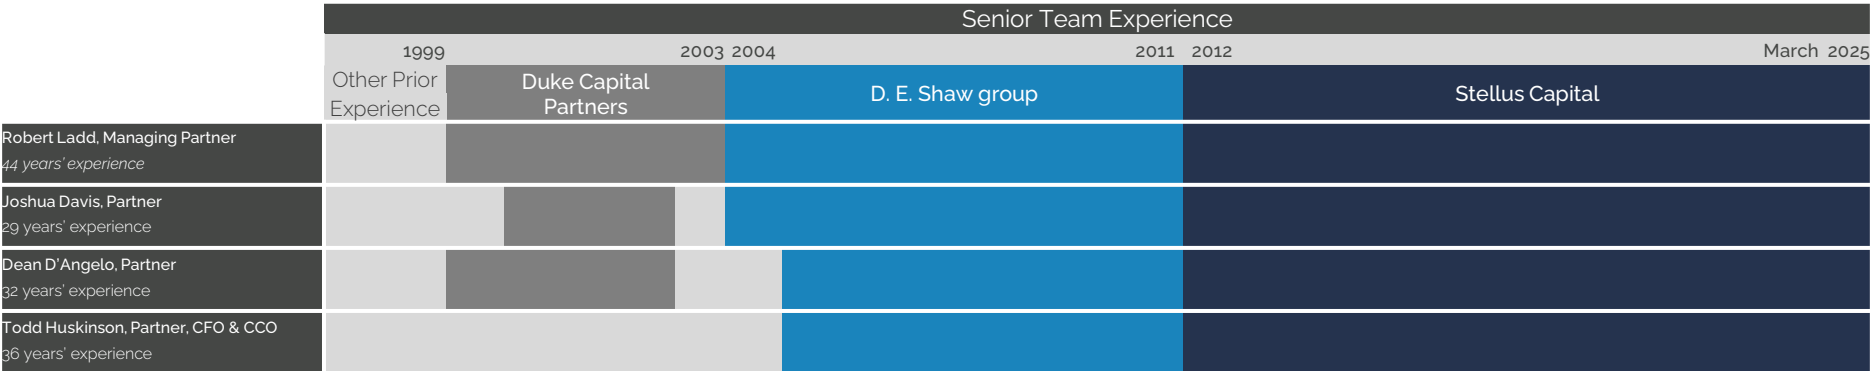 Senior Team Experience
1999 2003 2004 2011 2012 March 2025
Other Prior
Experience
Duke Capital
Partners
D. E. Shaw group
Stellus Capital
Robert Ladd, Managing Partner
44 years' experience
Joshua Davis, Partner
29 years' experience
Dean D'Angelo, Partner
32 years' experience
Todd Huskinson, Partner, CFO & CCO
36 years' experience